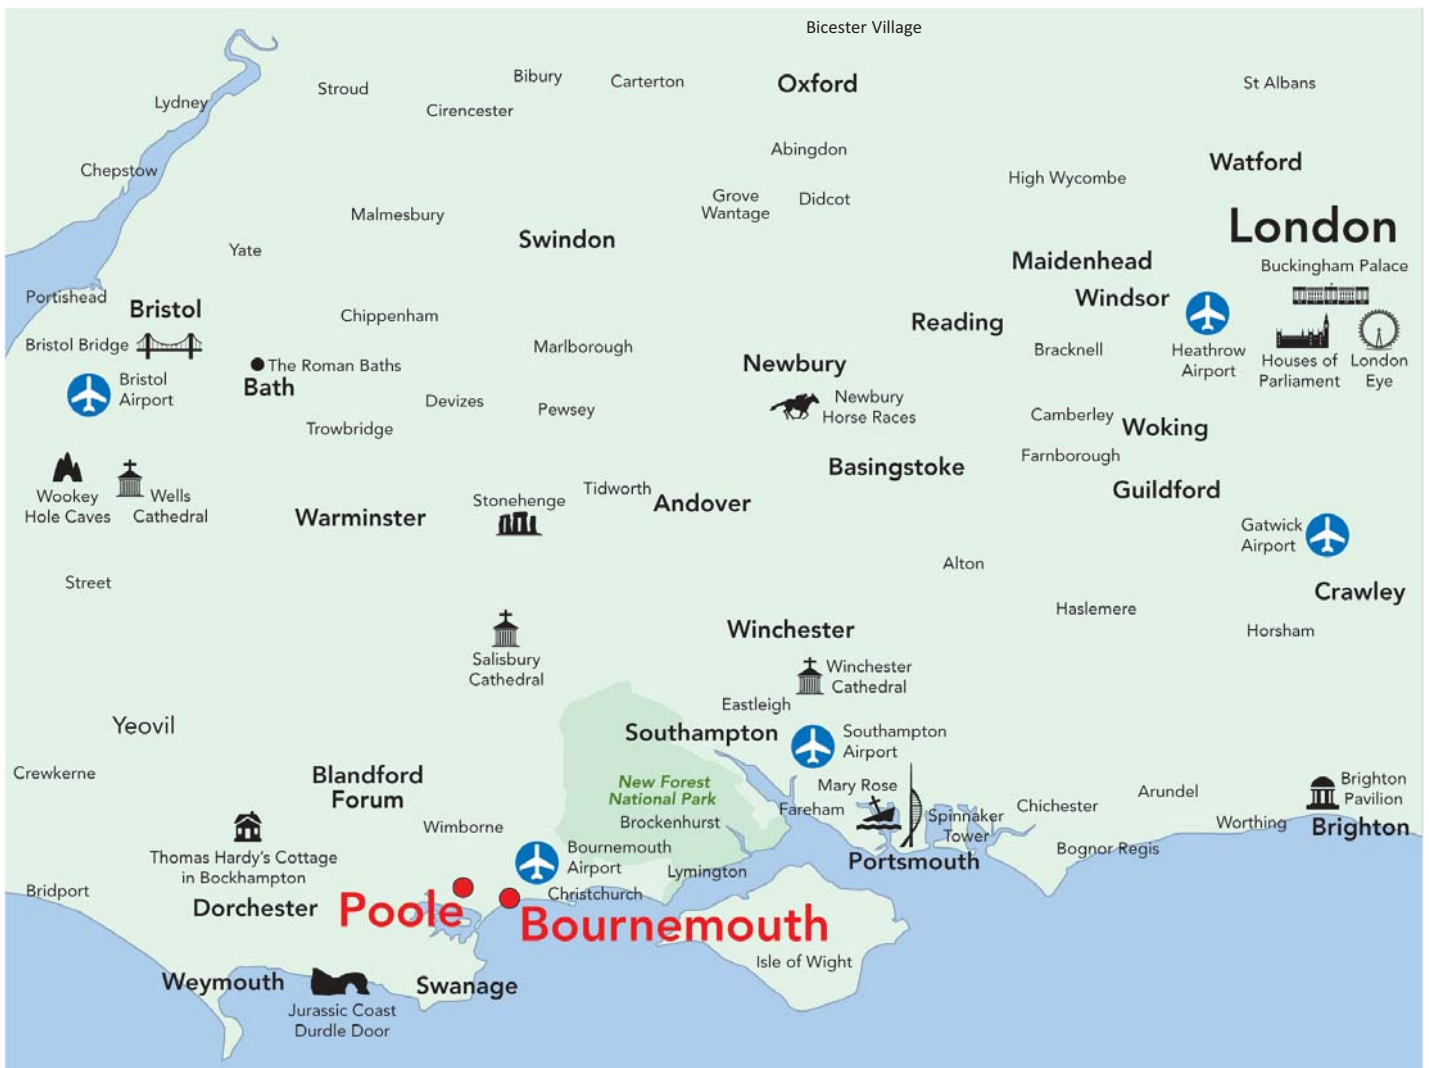 Bicester Village
Bibury
Carterton
Oxford
St Albans
Stroud
Cirencester
Lydney
Abingdon
Watford
Chepstow
High Wycombe
Grove
Wantage
Didcot
Malmesbury
London
Swindon
Yate
Maidenhead
Buckingham Palace
Portishead
Bristol
Windsor
Chippenham
Reading
Bristol Bridge
Marlborough
Bracknell
Heathrow
Airport
Houses of
Parliament
London
Eye
The Roman Baths
Newbury
Bristol
Airport
Bath
Devizes
Pewsey
Newbury
Horse Races
Camberley
Trowbridge
Woking
Farnborough
Basingstoke
Wookey
Hole Caves
Wells
Cathedral
Stonehenge
Tidworth
Andover
Guildford
Warminster
Gatwick
Airport
Alton
Street
Crawley
Haslemere
Winchester
Horsham
Salisbury
Cathedral
Winchester
Cathedral
Eastleigh
Yeovil
Southampton
Southampton
Airport
Crewkerne
Blandford
Forum
New Forest
National Park
Mary Rose
Brighton
Pavilion
Arundel
Fareham
Chichester
Wimborne
Brockenhurst
Spinnaker
Tower
Worthing
Brighton
Thomas Hardy's Cottage
in Bockhampton
Bournemouth
Airport
Portsmouth
Bognor Regis
Lymington
Bridport
Christchurch
Dorchester
Poole
Bournemouth
Isle of Wight
Weymouth
Swanage
Jurassic Coast
Durdle Door